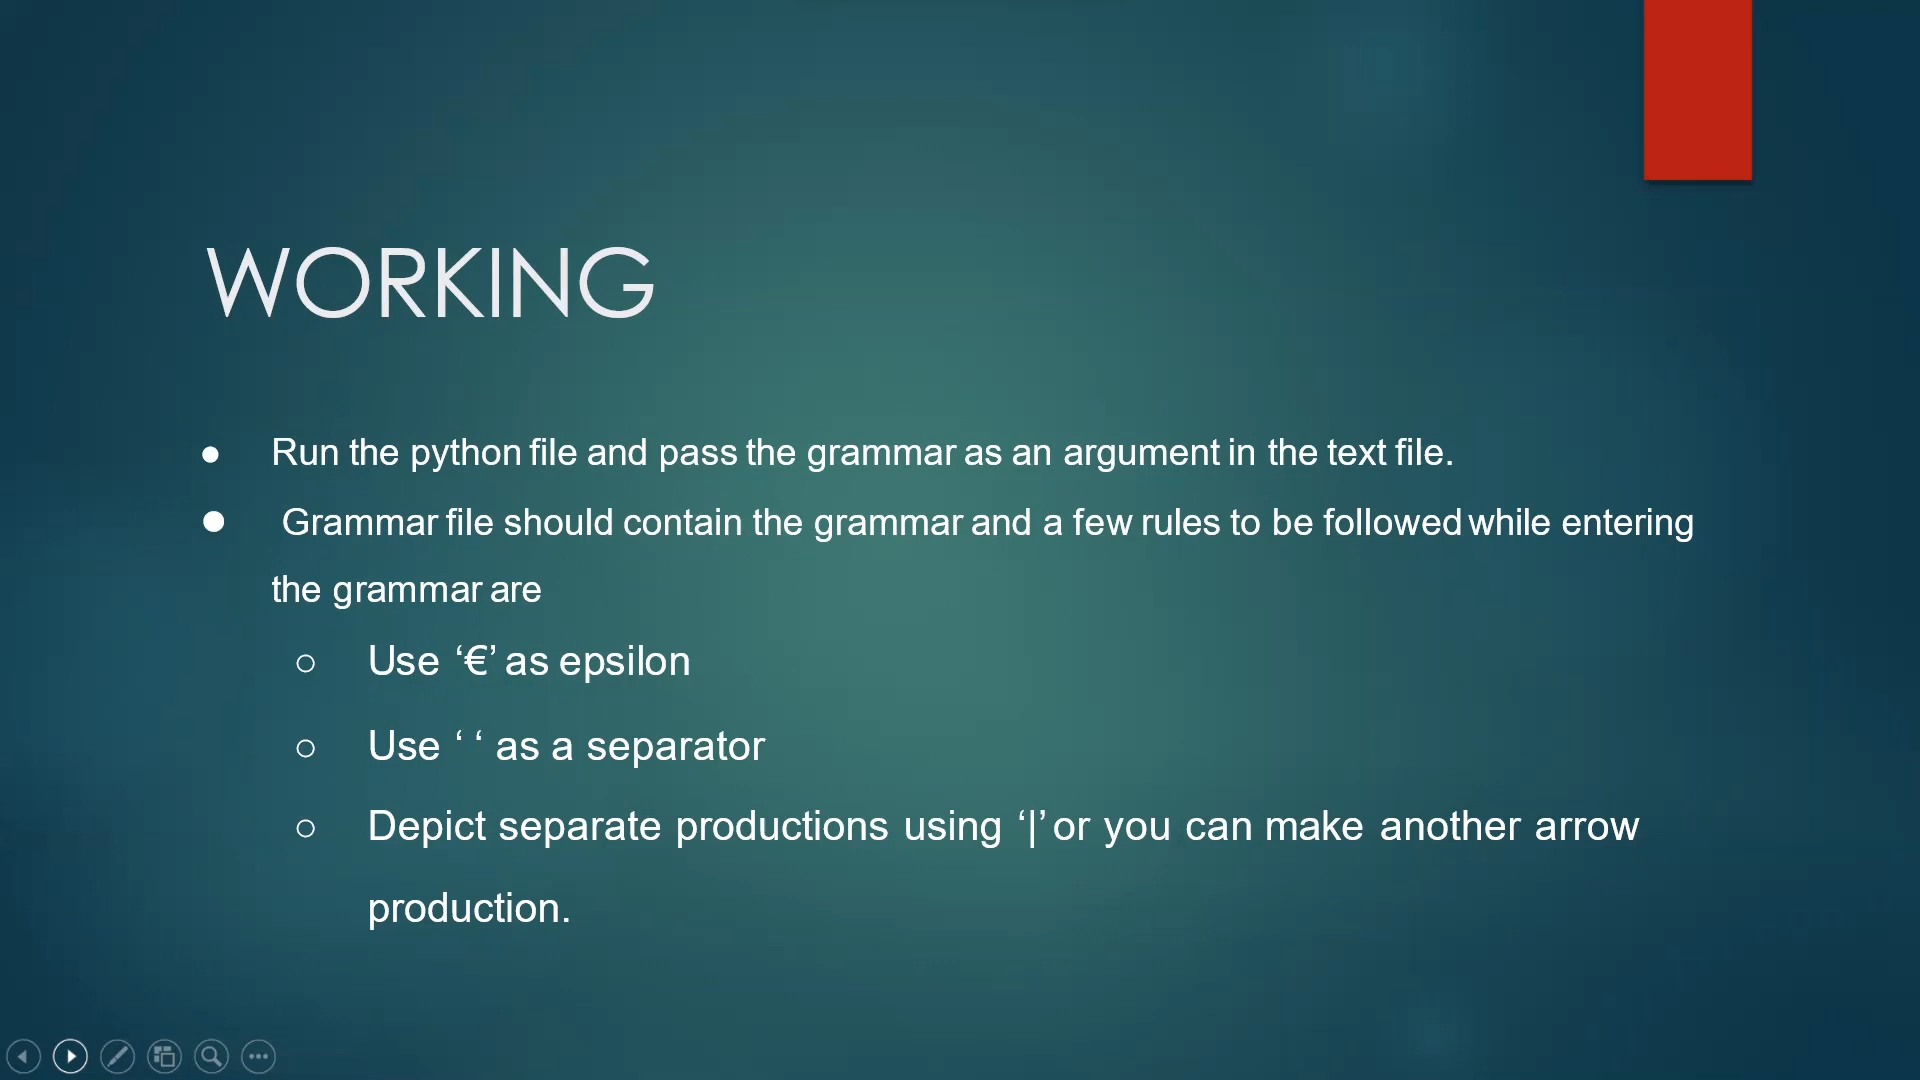 WORKING
● Run the python file and pass the grammar as an argument in the text file.
● Grammar file should contain the grammar and a few rules to be followed while entering
the grammar are
○ Use ‘€’ as epsilon
○ Use ‘ ‘ as a separator
○ Depict separate productions using ‘|’ or you can make another arrow
production.